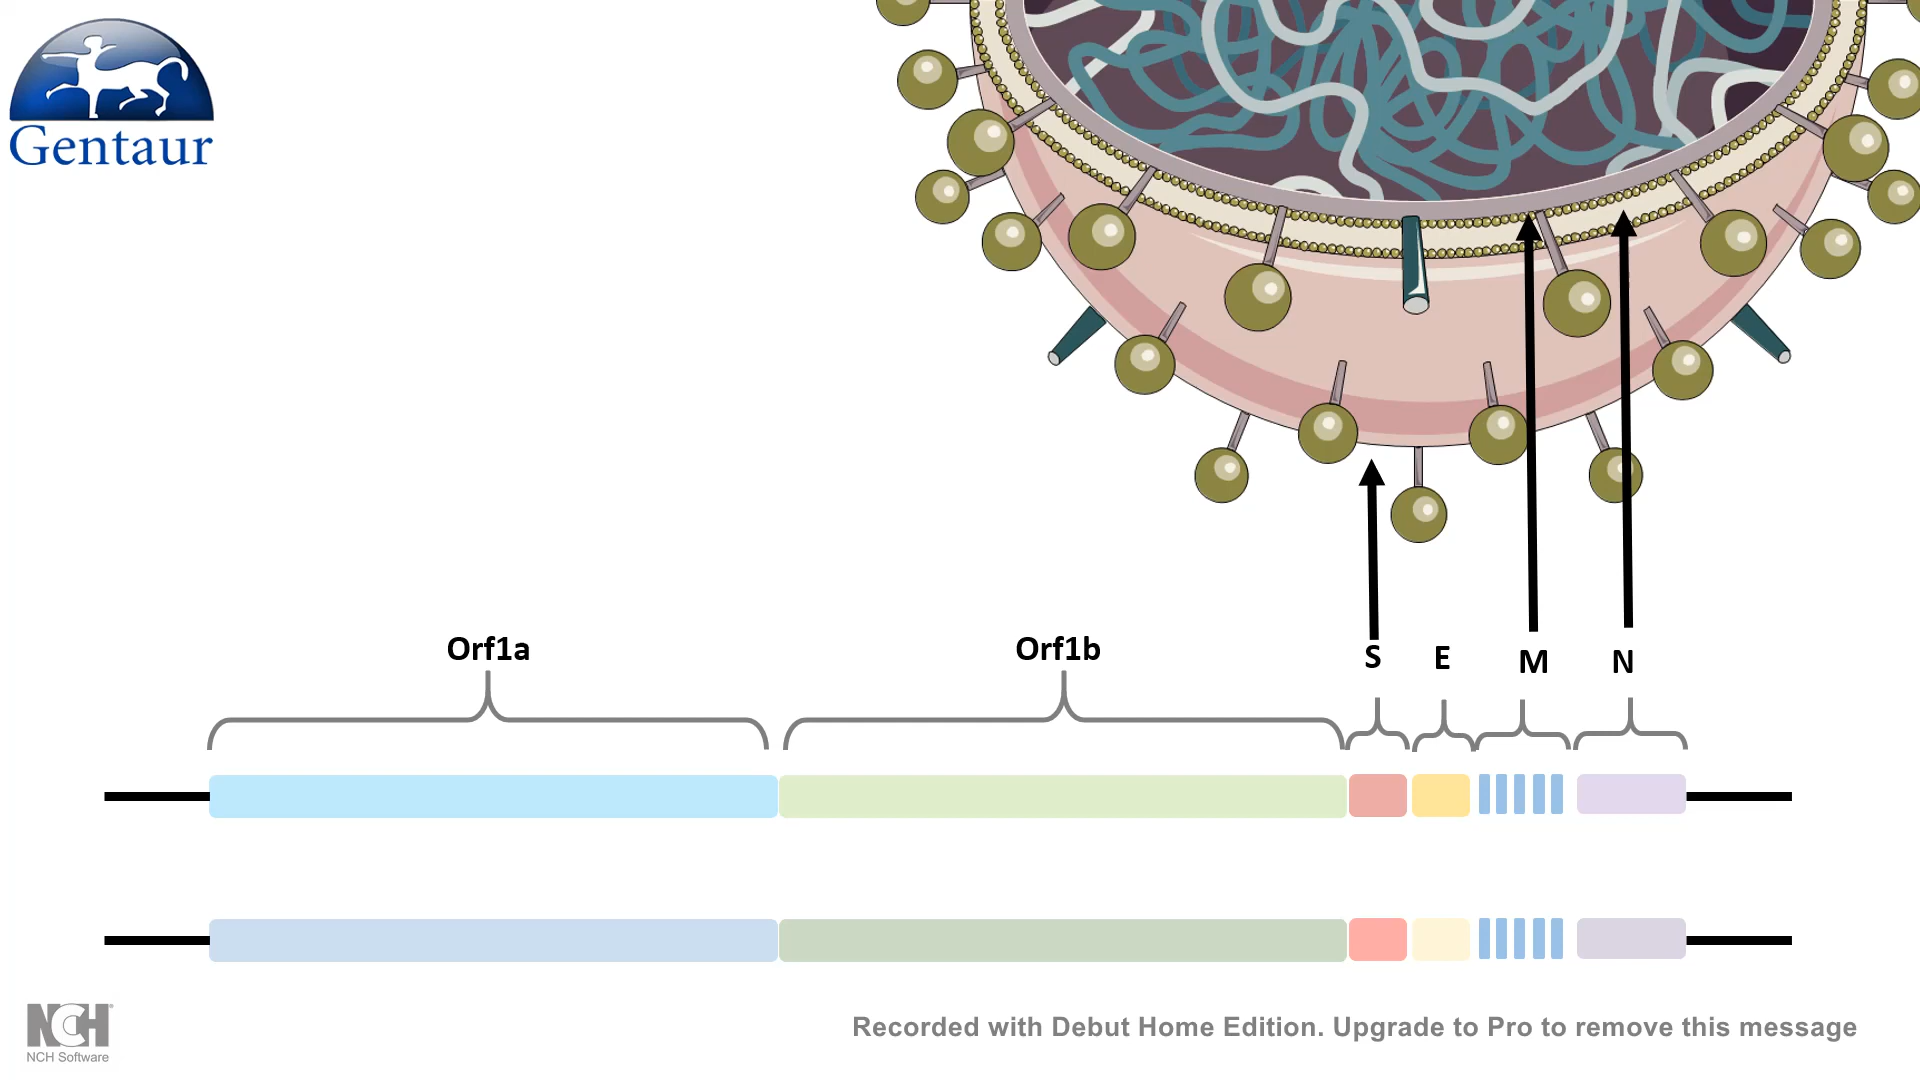 Gentaur
Orf1a
Orf1b
S
E
M
N
NCH
NCH Software
Recorded with Debut Home Edition. Upgrade to Pro to remove this message